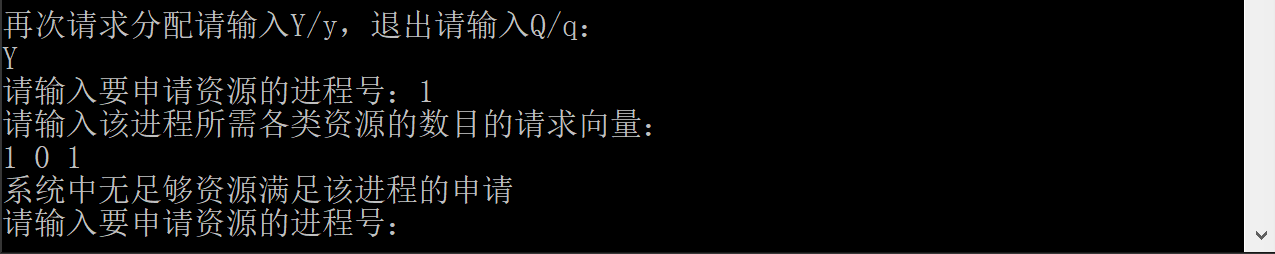 再次请求分配请输入Y/y，退出请输入Q/q：
Y
请输入要申请资源的进程号：1
请输入该进程所需各类资源的数目的请求向量：
1 0 1
系统中无足够资源满足该进程的申请
请输入要申请资源的进程号：